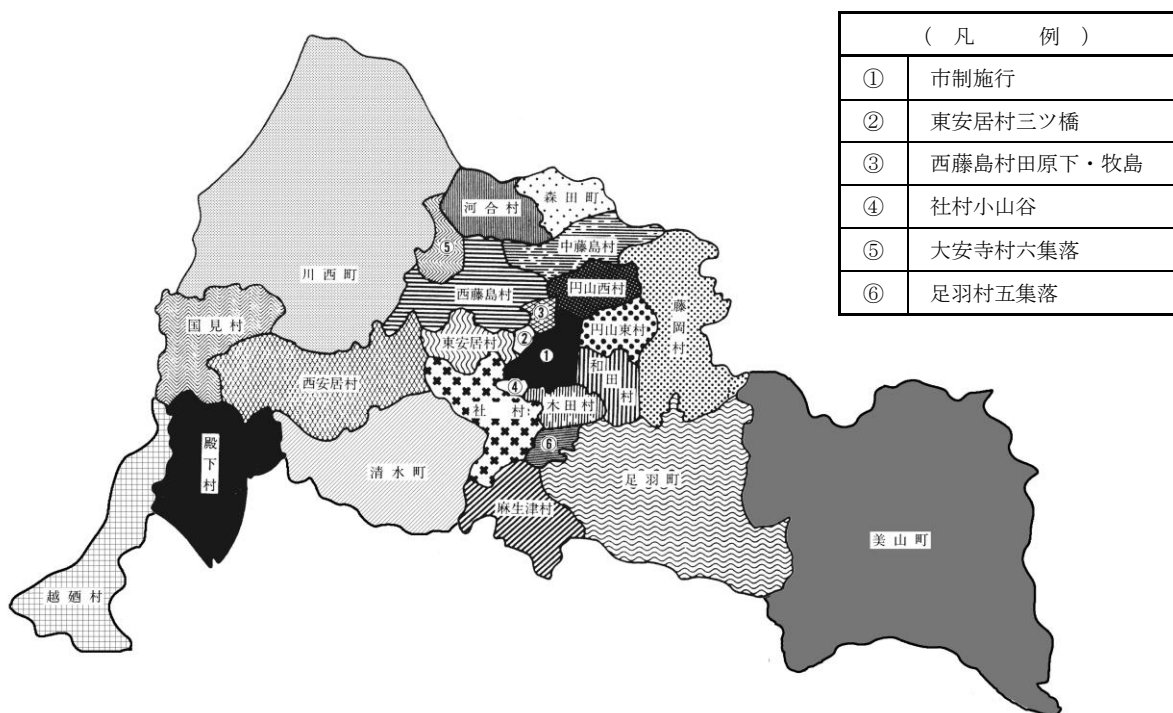 ( 凡 例 )
① 市制施行
② 東安居村三ツ橋
③ 西藤島村田原下・牧島
④ 社村小山谷
⑤ 大安寺村六集落
⑥ 足羽村五集落
河合村
森田町
⑤
中藤島村
川西町
西藤島村
円山西村
藤岡村
国見村
③
円山東村
東安居村
②
①
西安居村
和田村
④
社村
木田村
殿下村
⑥
清水町
足羽町
麻生津村
美山町
越廼村